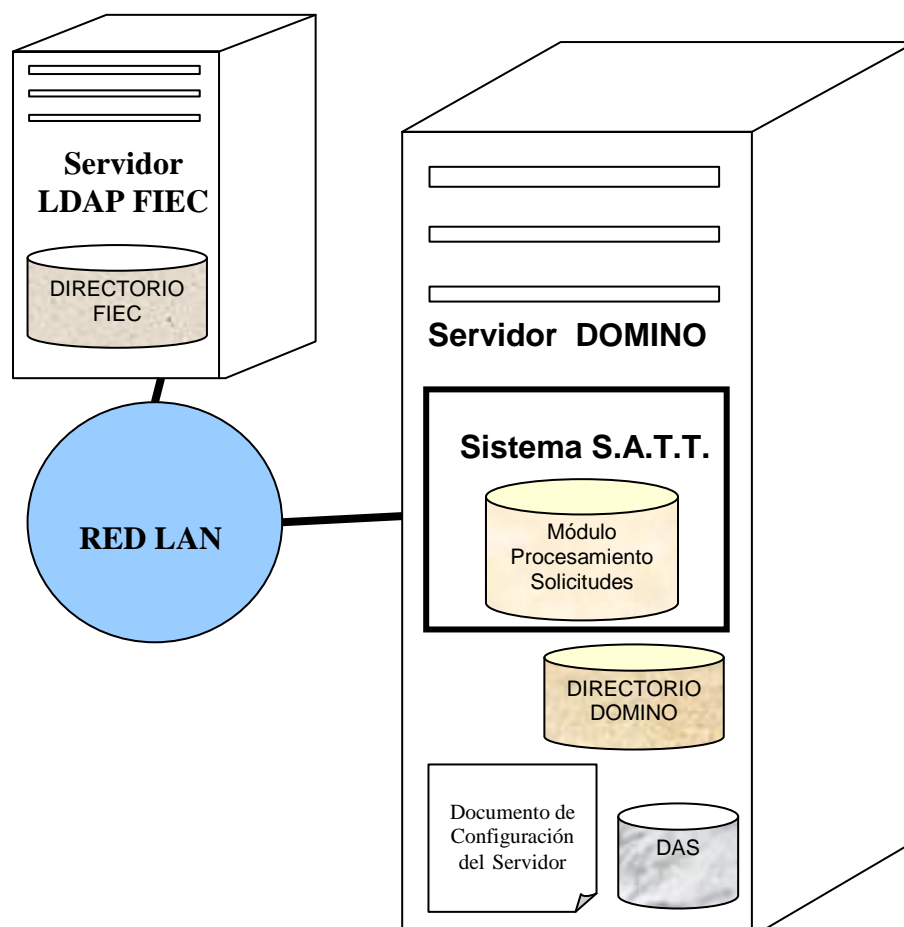 Servidor
LDAP FIEC
DIRECTORIO
FIEC
RED LAN
Servidor DOMINO
Sistema S.A.T.T.
Módulo
Procesamiento
Solicitudes
DIRECTORIO
DOMINO
Documento de
Configuración
del Servidor
DAS